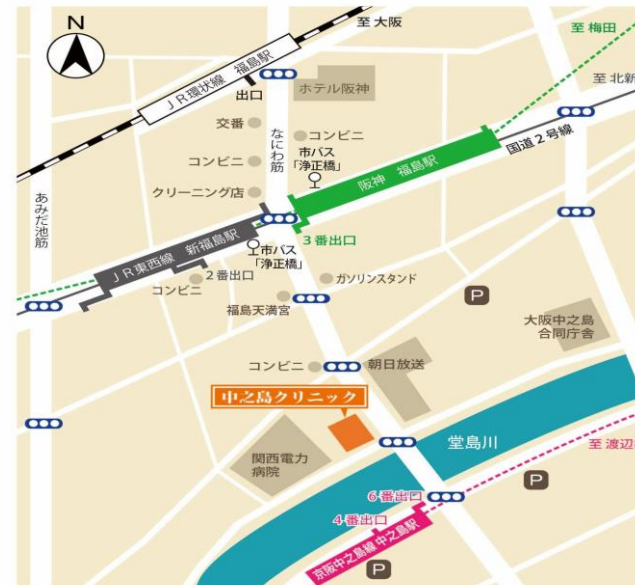 N
至 大阪
至 梅田
至 北新
JR環状線 福島駅
出口
ホテル阪神
国道2号線
交番
なにわ筋
コンビニ
コンビニ
市バス
「浄正橋」
阪神 福島駅
クリーニング店
あみだ池筋
3番出口
JR東西線 新福島駅
市バス
「浄正橋」
2番出口
コンビニ
ガソリンスタンド
P
福島天満宮
大阪中之島
合同庁舎
コンビニ
朝日放送
中之島クリニック
堂島川
至 渡辺
関西電力
病院
P
6番出口
4番出口
京阪中之島線 中之島駅
P